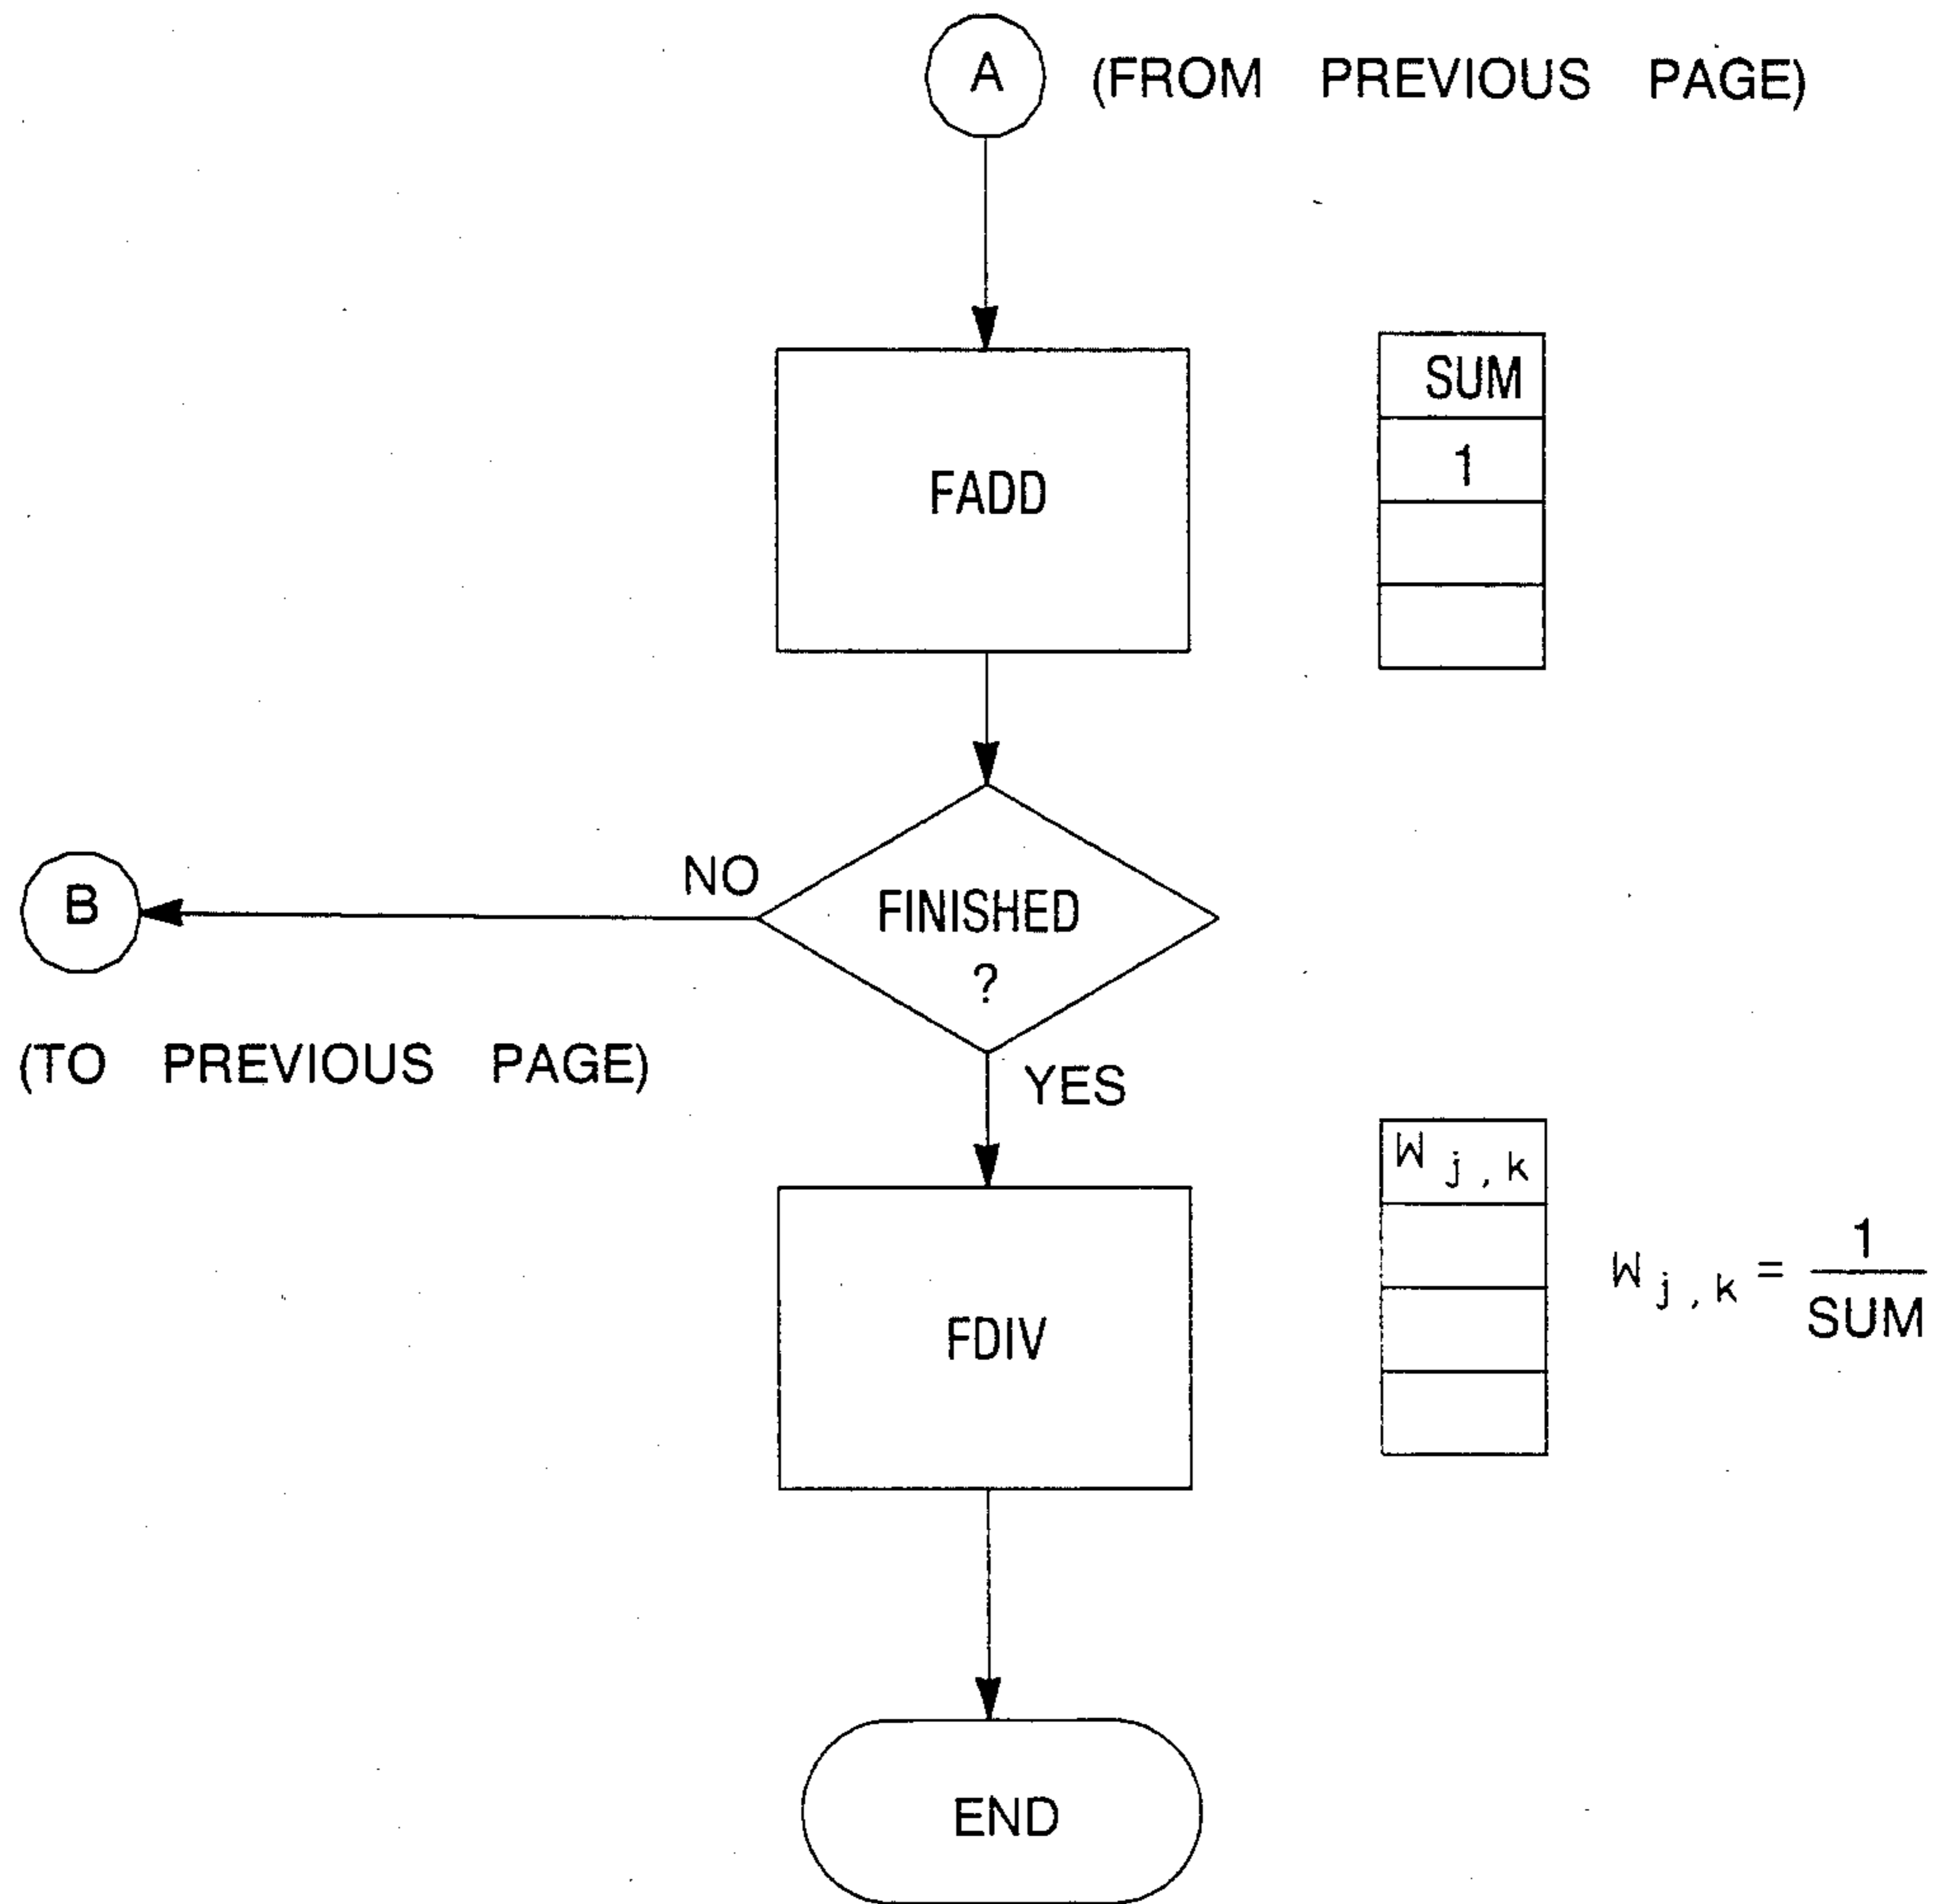 A (FROM PREVIOUS PAGE)
FADD
SUM
1
FINISHED
?
NO
B
(TO PREVIOUS PAGE)
YES
FDIV
W j , k
W j , k = 1
SUM
END